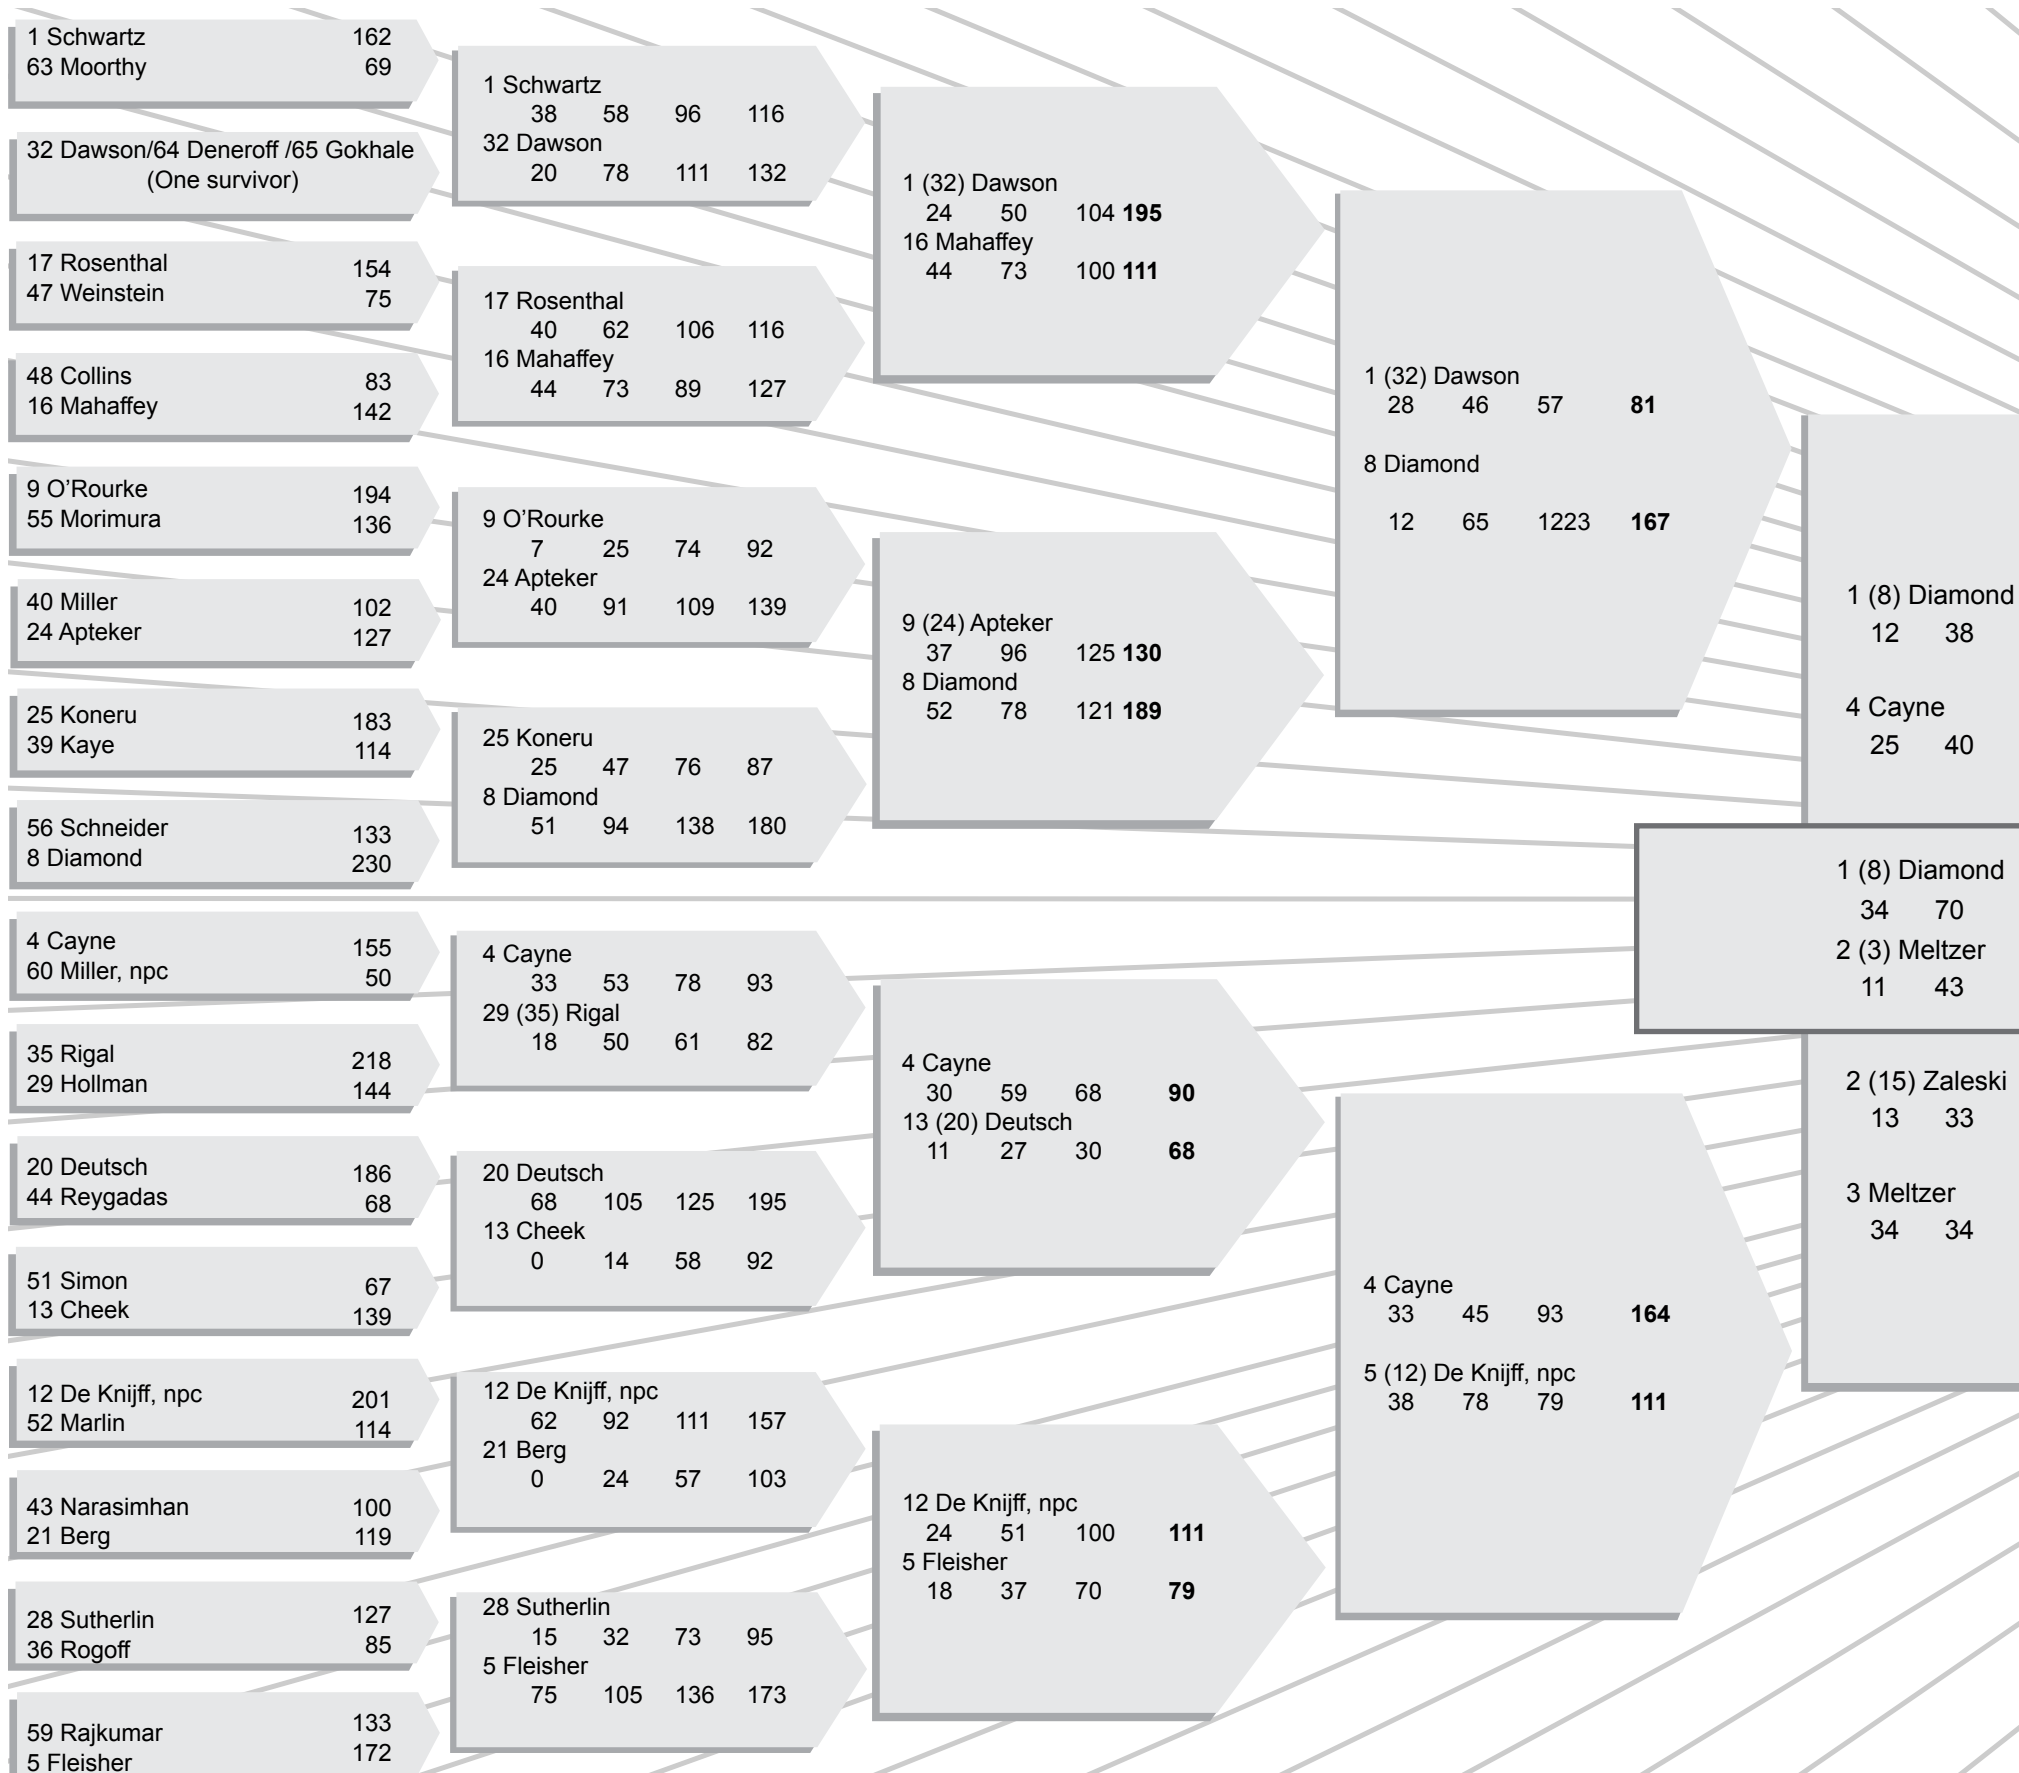 1 Schwartz 162
63 Moorthy 69
32 Dawson/64 Deneroff /65 Gokhale
(One survivor)
17 Rosenthal 154
47 Weinstein 75
48 Collins 83
16 Mahaffey 142
9 O’Rourke 194
55 Morimura 136
40 Miller 102
24 Apteker 127
25 Koneru 183
39 Kaye 114
56 Schneider 133
8 Diamond 230
4 Cayne 155
60 Miller, npc 50
35 Rigal 218
29 Hollman 144
20 Deutsch 186
44 Reygadas 68
51 Simon 67
13 Cheek 139
12 De Knijff, npc 201
52 Marlin 114
43 Narasimhan 100
21 Berg 119
28 Sutherlin 127
36 Rogoff 85
59 Rajkumar 133
5 Fleisher 172
1 Schwartz
38 58 96 116
32 Dawson
20 78 111 132
17 Rosenthal
40 62 106 116
16 Mahaffey
44 73 89 127
9 O’Rourke
7 25 74 92
24 Apteker
40 91 109 139
25 Koneru
25 47 76 87
8 Diamond
51 94 138 180
4 Cayne
33 53 78 93
29 (35) Rigal
18 50 61 82
20 Deutsch
68 105 125 195
13 Cheek
0 14 58 92
12 De Knijff, npc
62 92 111 157
21 Berg
0 24 57 103
28 Sutherlin
15 32 73 95
5 Fleisher
75 105 136 173
1 (32) Dawson
24 50 104 195
16 Mahaffey
44 73 100 111
9 (24) Apteker
37 96 125 130
8 Diamond
52 78 121 189
4 Cayne
30 59 68 90
13 (20) Deutsch
11 27 30 68
12 De Knijff, npc
24 51 100 111
5 Fleisher
18 37 70 79
1 (32) Dawson
28 46 57 81
8 Diamond
12 65 1223 167
4 Cayne
33 45 93 164
5 (12) De Knijff, npc
38 78 79 111
1 (8) Diamond
12 38
4 Cayne
25 40
1 (8) Diamond
34 70
2 (3) Meltzer
11 43
2 (15) Zaleski
13 33
3 Meltzer
34 34